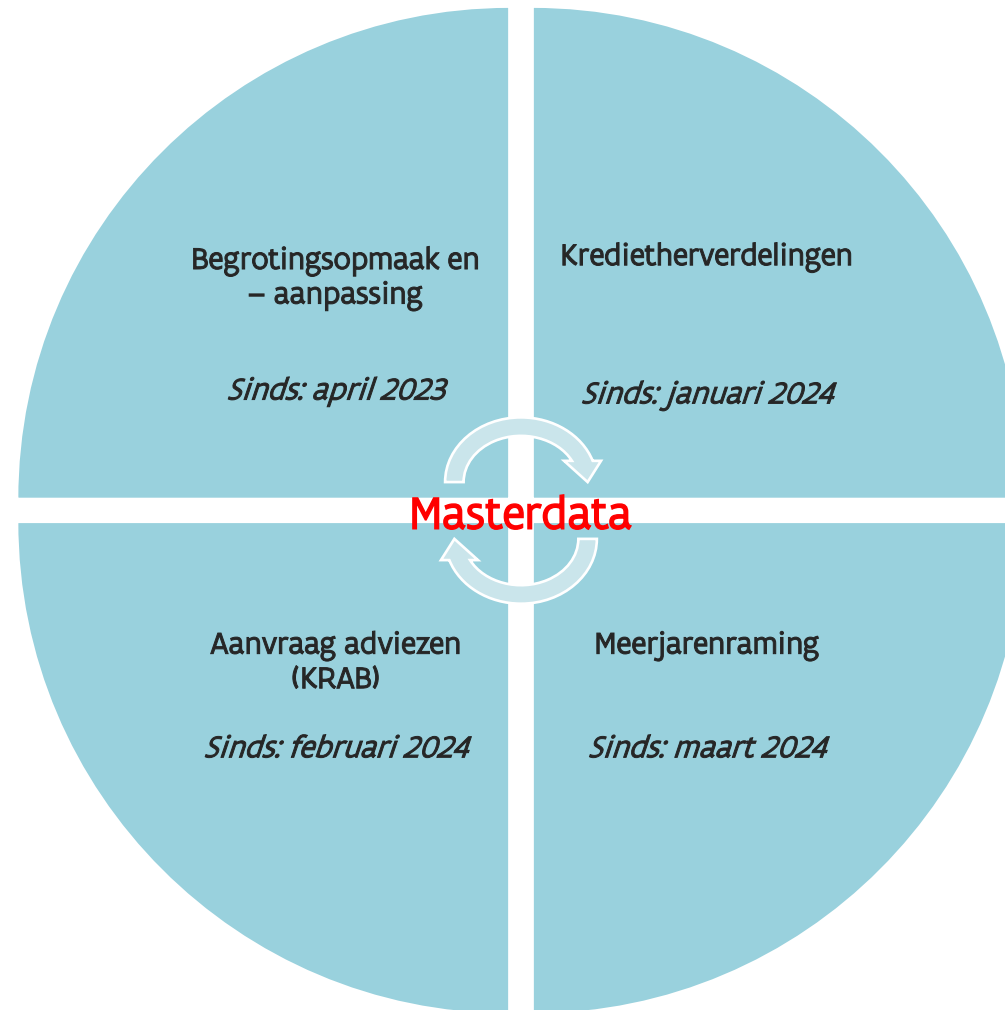 Begrotingsopmaak en
– aanpassing
Sinds: april 2023
Kredietherverdelingen
Sinds: januari 2024
Masterdata
Aanvraag adviezen
(KRAB)
Sinds: februari 2024
Meerjarenraming
Sinds: maart 2024